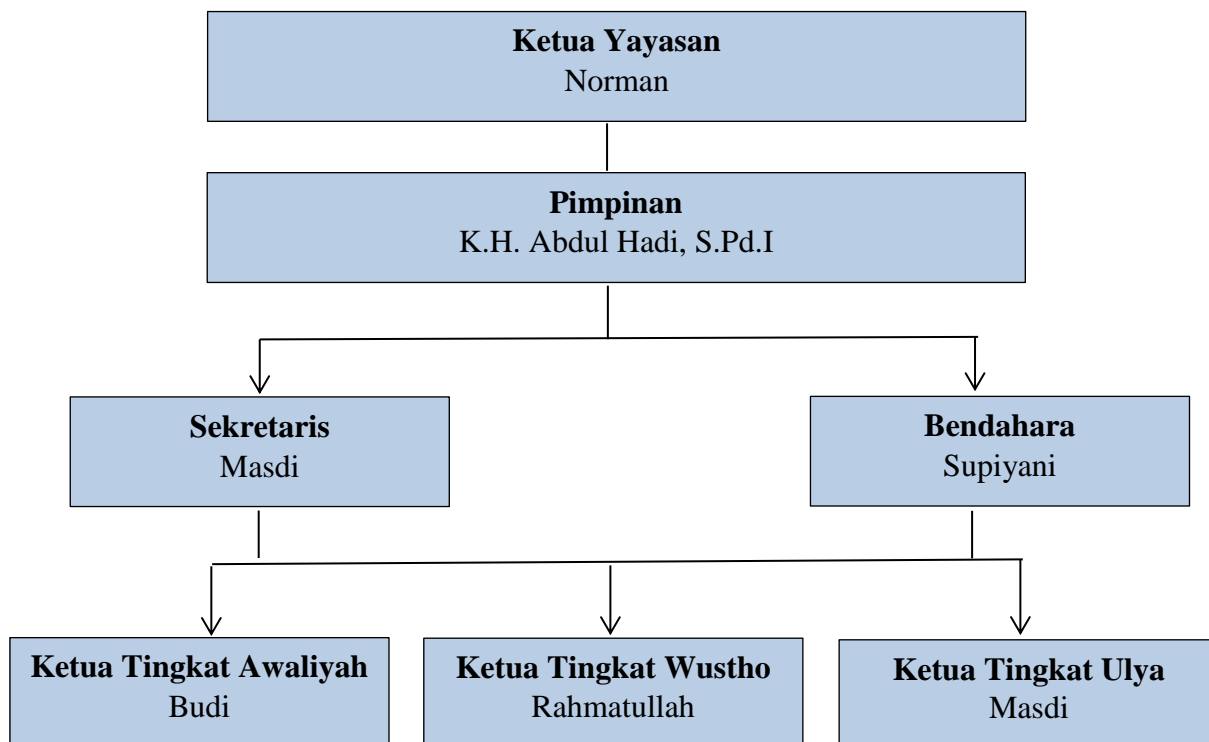 Ketua Yayasan
Norman
Pimpinan
K.H. Abdul Hadi, S.Pd.I
Sekretaris
Masdi
Bendahara
Supiyani
Ketua Tingkat Awaliyah
Budi
Ketua Tingkat Wustho
Rahmatullah
Ketua Tingkat Ulya
Masdi